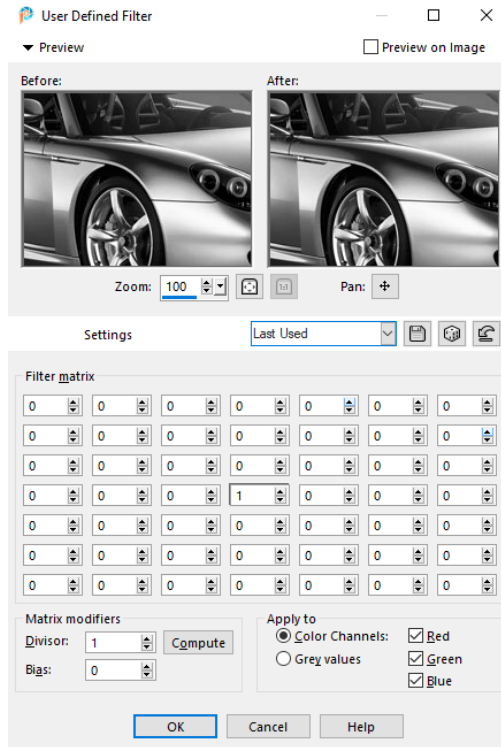 User Defined Filter
Preview
Preview on Image
Before: After:
Zoom: 100 1:1 Pan:
Settings Last Used
Filter matrix
0 0 0 0 0 0 0
0 0 0 0 0 0 0
0 0 0 0 0 0 0
0 0 0 1 0 0 0
0 0 0 0 0 0 0
0 0 0 0 0 0 0
0 0 0 0 0 0 0
Matrix modifiers
Divisor: 1 Compute
Bias: 0
Apply to
Color Channels: Red
Grey values Green
Blue
OK Cancel Help